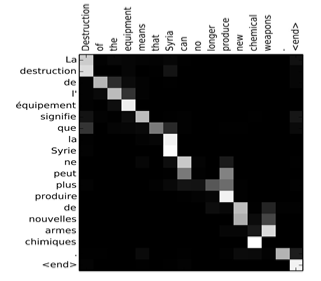 Destruction
of
the
equipment
means
that
Syria
can
no
longer
produce
new
chemical
weapons
.
<end>
La
destruction
de
l'
équipement
signifie
que
la
Syrie
ne
peut
plus
produire
de
nouvelles
armes
chimiques
.
<end>